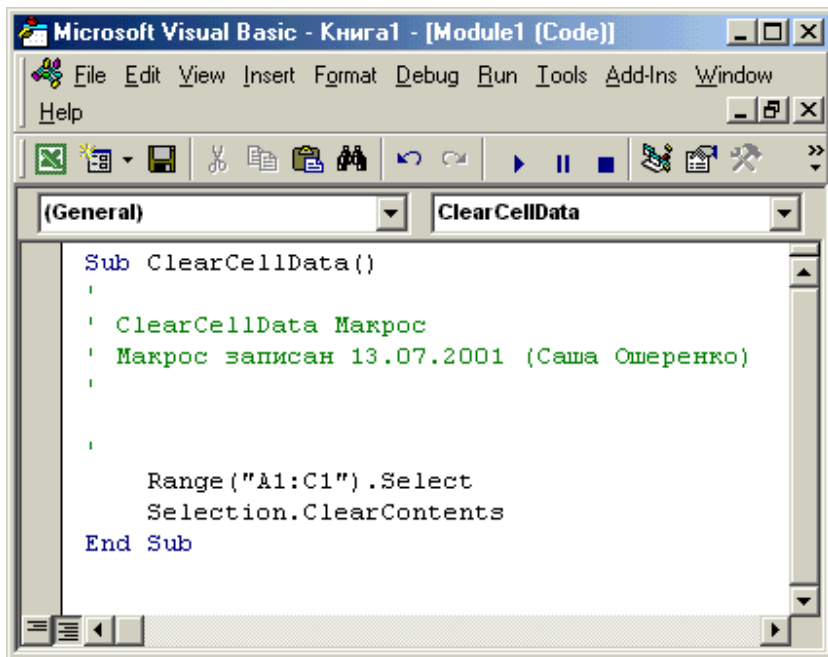 Microsoft Visual Basic - Книга1 - [Module1 (Code)]
File Edit View Insert Format Debug Run Tools Add-Ins Window
Help
(General)
ClearCellData
Sub ClearCellData()
'
' ClearCellData Макрос
' Макрос записан 13.07.2001 (Саша Ошеренко)
'
'
Range("A1:C1").Select
Selection.ClearContents
End Sub